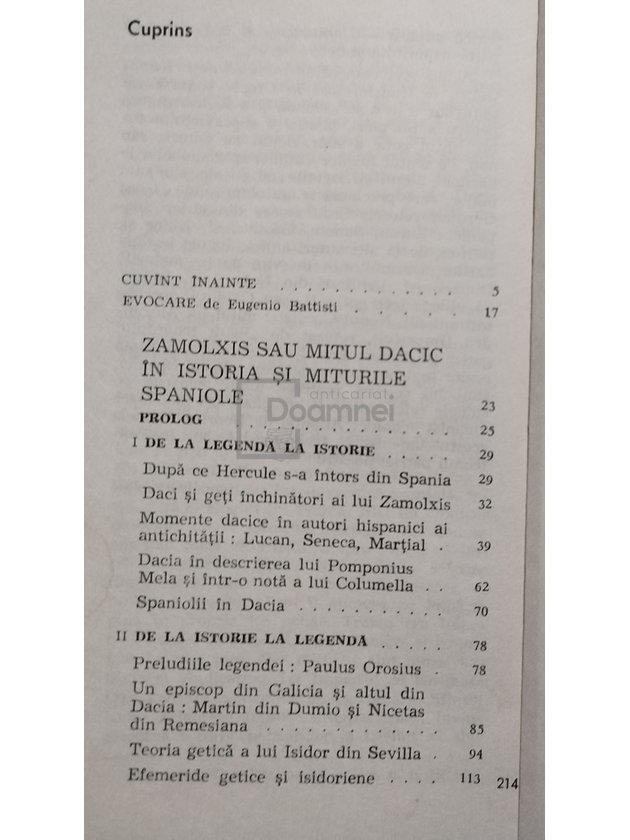 Cuprins
CUVÎNT ÎNAINTE . . . . . . . . . . . . 5
EVOCARE de Eugenio Battisti . . . . . 17
ZAMOLXIS SAU MITUL DACIC
ÎN ISTORIA ȘI MITURILE
SPANIOLE 23
anticariat
Doamnei
PROLOG . . . . . . . . . . . . . 25
I DE LA LEGENDĂ LA ISTORIE . . . . . 29
După ce Hercule s-a întors din Spania 29
Daci și geți închinători ai lui Zamolxis 32
Momente dacice în autori hispanici ai
antichității : Lucan, Seneca, Marțial . 39
Dacia în descrierea lui Pomponius
Mela și într-o notă a lui Columella . . 62
Spaniolii în Dacia . . . . . . . . . . 70
II DE LA ISTORIE LA LEGENDĂ . . . . . 78
Preludiile legendei : Paulus Orosius . 78
Un episcop din Galicia și altul din
Dacia : Martin din Dumio și Nicetas
din Remesiana . . . . . . . . . . . 85
Teoria getică a lui Isidor din Sevilla . 94
Efemeride getice și isidoriene . . . . 113
214